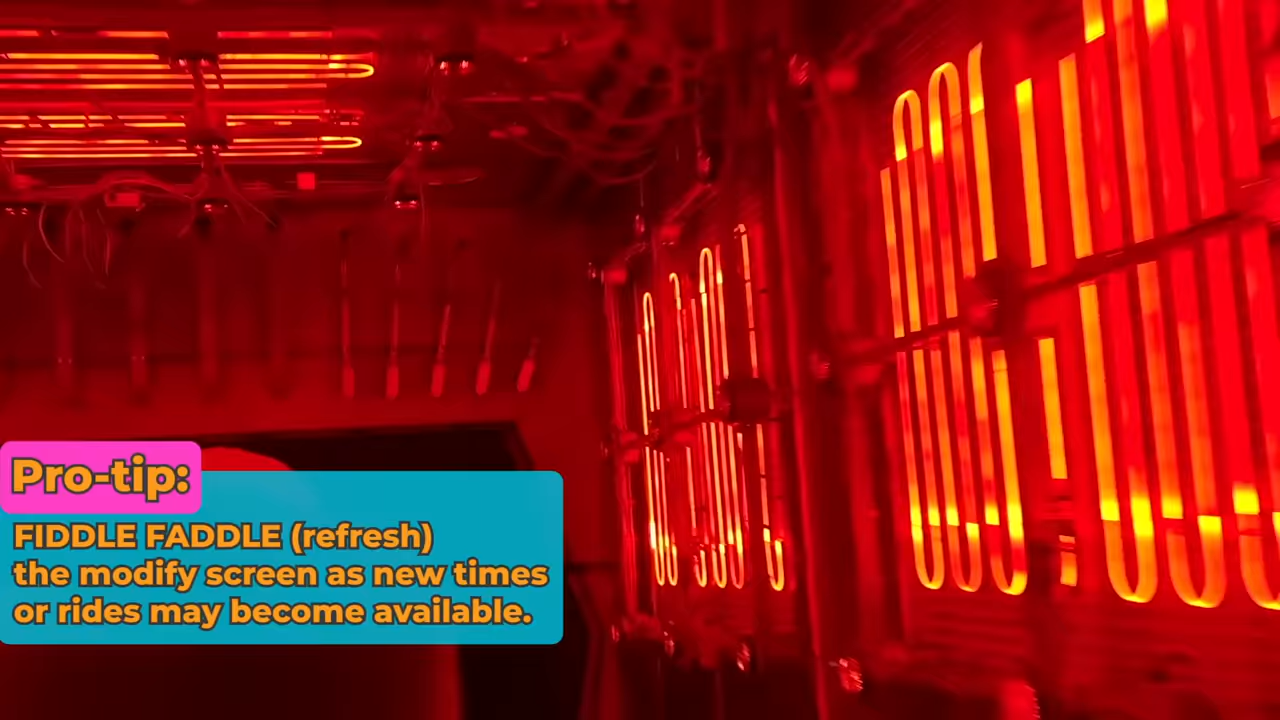 Pro-tip:
FIDDLE FADDLE (refresh)
the modify screen as new times
or rides may become available.